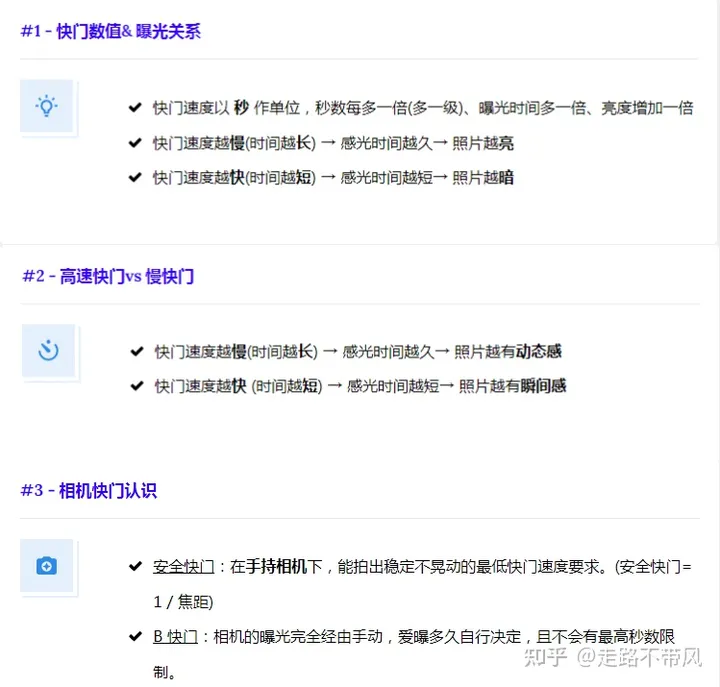 #1 - 快门数值& 曝光关系
快门速度以 秒 作单位，秒数每多一倍(多一级)、曝光时间多一倍、亮度增加一倍
快门速度越慢(时间越长) → 感光时间越久→ 照片越亮
快门速度越快(时间越短) → 感光时间越短→ 照片越暗
#2 - 高速快门vs 慢快门
快门速度越慢(时间越长) → 感光时间越久→ 照片越有动态感
快门速度越快 (时间越短) → 感光时间越短→ 照片越有瞬间感
#3 - 相机快门认识
安全快门：在手持相机下，能拍出稳定不晃动的最低快门速度要求。(安全快门=
1 / 焦距)
B 快门：相机的曝光完全经由手动，爱曝多久自行决定，且不会有最高秒数限
制。
知乎 @走路不带风